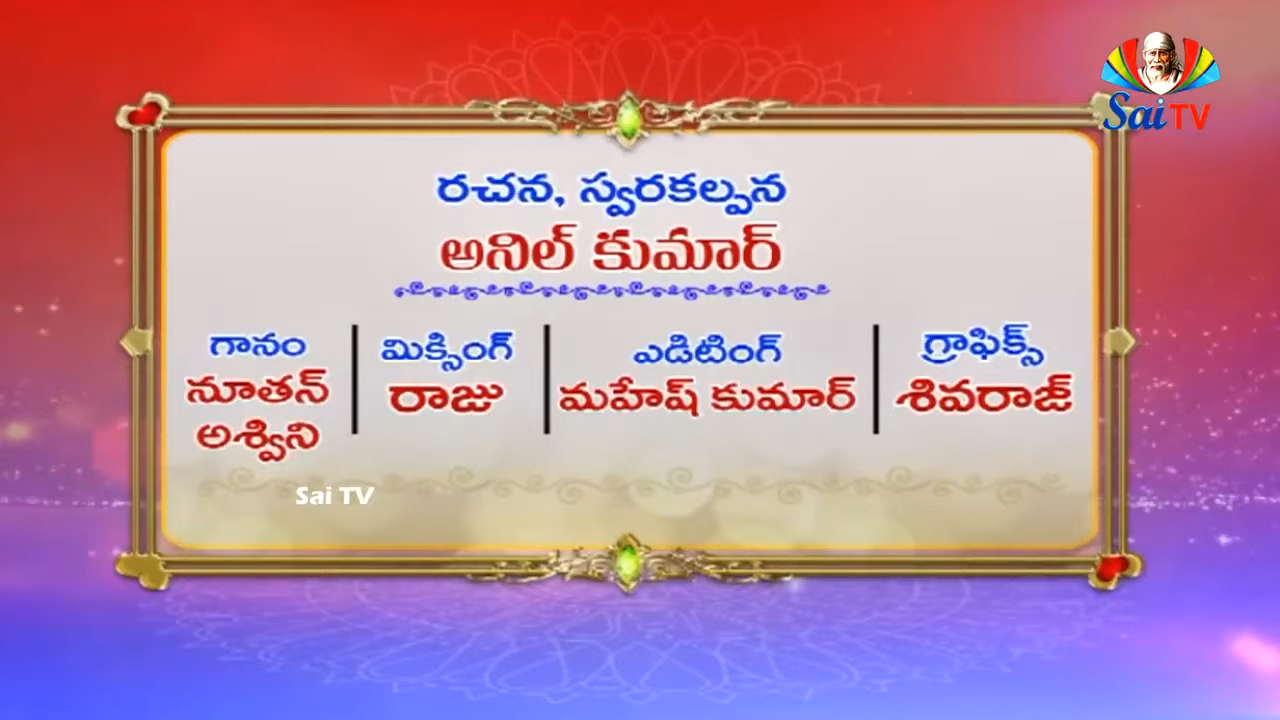 Sai TV
రచన, స్వరకల్పన
అనిల్ కుమార్
గానం
నూతన్
అశ్విని
మిక్సింగ్
రాజు
ఎడిటింగ్
మహేష్ కుమార్
గ్రాఫిక్స్
శివరాజ్
Sai TV